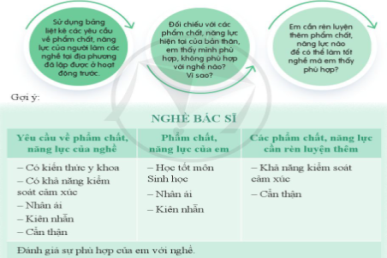 Sử dụng bảng
liệt kê các yêu cầu
về phẩm chất, năng
lực của người làm các
nghề tại địa phương
đã lập được ở hoạt
động trước.
Đối chiếu với các
phẩm chất, năng lực
hiện tại của bản thân,
em thấy mình phù
hợp, không phù hợp
với nghề nào?
Vì sao?
Em cần rèn luyện
thêm phẩm chất,
năng lực nào
để có thể làm tốt
nghề mà em thấy
phù hợp?
Gợi ý:
NGHỀ BÁC SĨ
Yêu cầu về phẩm chất,
năng lực của nghề
Phẩm chất,
năng lực của em
Các phẩm chất, năng lực
cần rèn luyện thêm
– Có kiến thức y khoa
– Có khả năng kiểm
soát cảm xúc
– Nhân ái
– Kiên nhẫn
– Cẩn thận
– Học tốt môn
Sinh học
– Nhân ái
– Kiên nhẫn
– Khả năng kiểm soát
cảm xúc
– Cẩn thận
Đánh giá sự phù hợp của em với nghề.